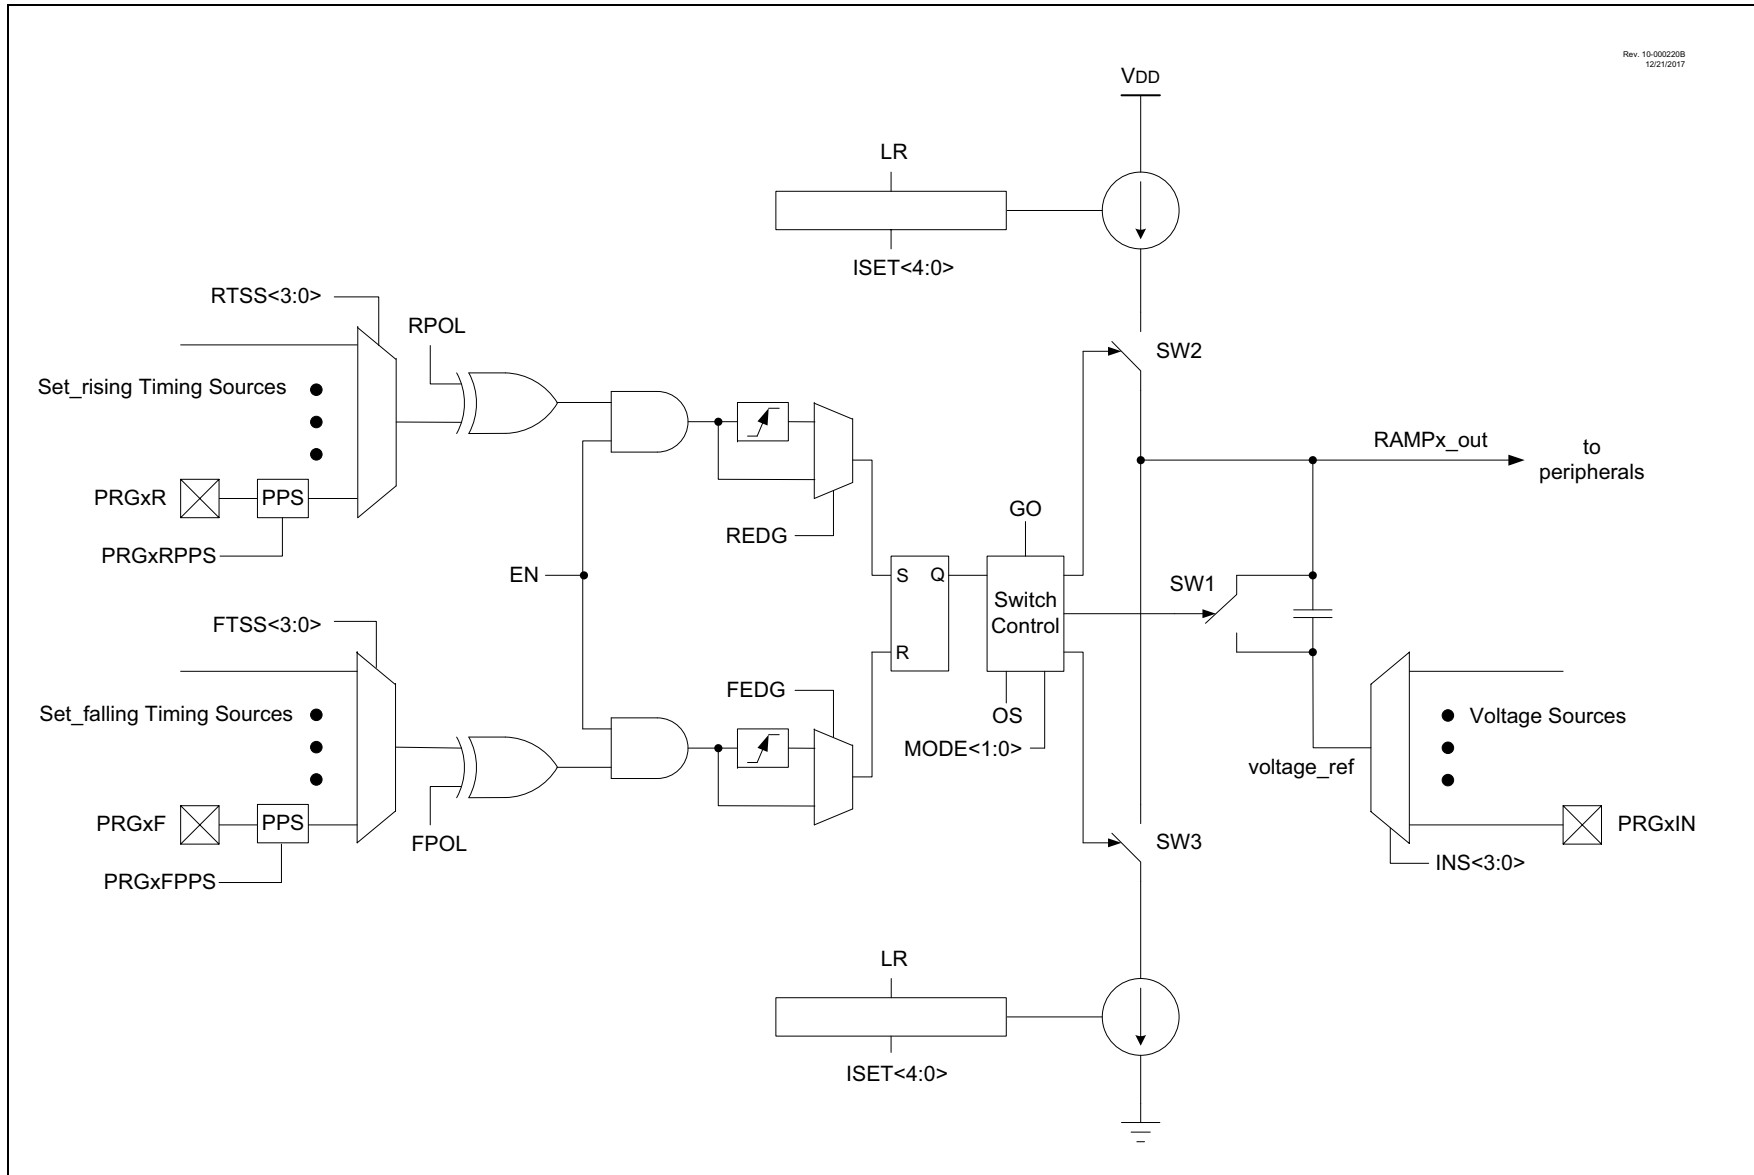 Rev. 10-000220B
12/21/2017
VDD
LR
ISET<4:0>
RTSS<3:0>
RPOL
SW2
Set_rising Timing Sources
RAMPx_out
to
peripherals
PRGxR
PPS
PRGxRPPS
REDG
GO
EN
S
Q
SW1
Switch
Control
FTSS<3:0>
R
FEDG
OS
Set_falling Timing Sources
MODE<1:0>
Voltage Sources
voltage_ref
PRGxF
PPS
FPOL
SW3
PRGxIN
PRGxFPPS
INS<3:0>
LR
ISET<4:0>